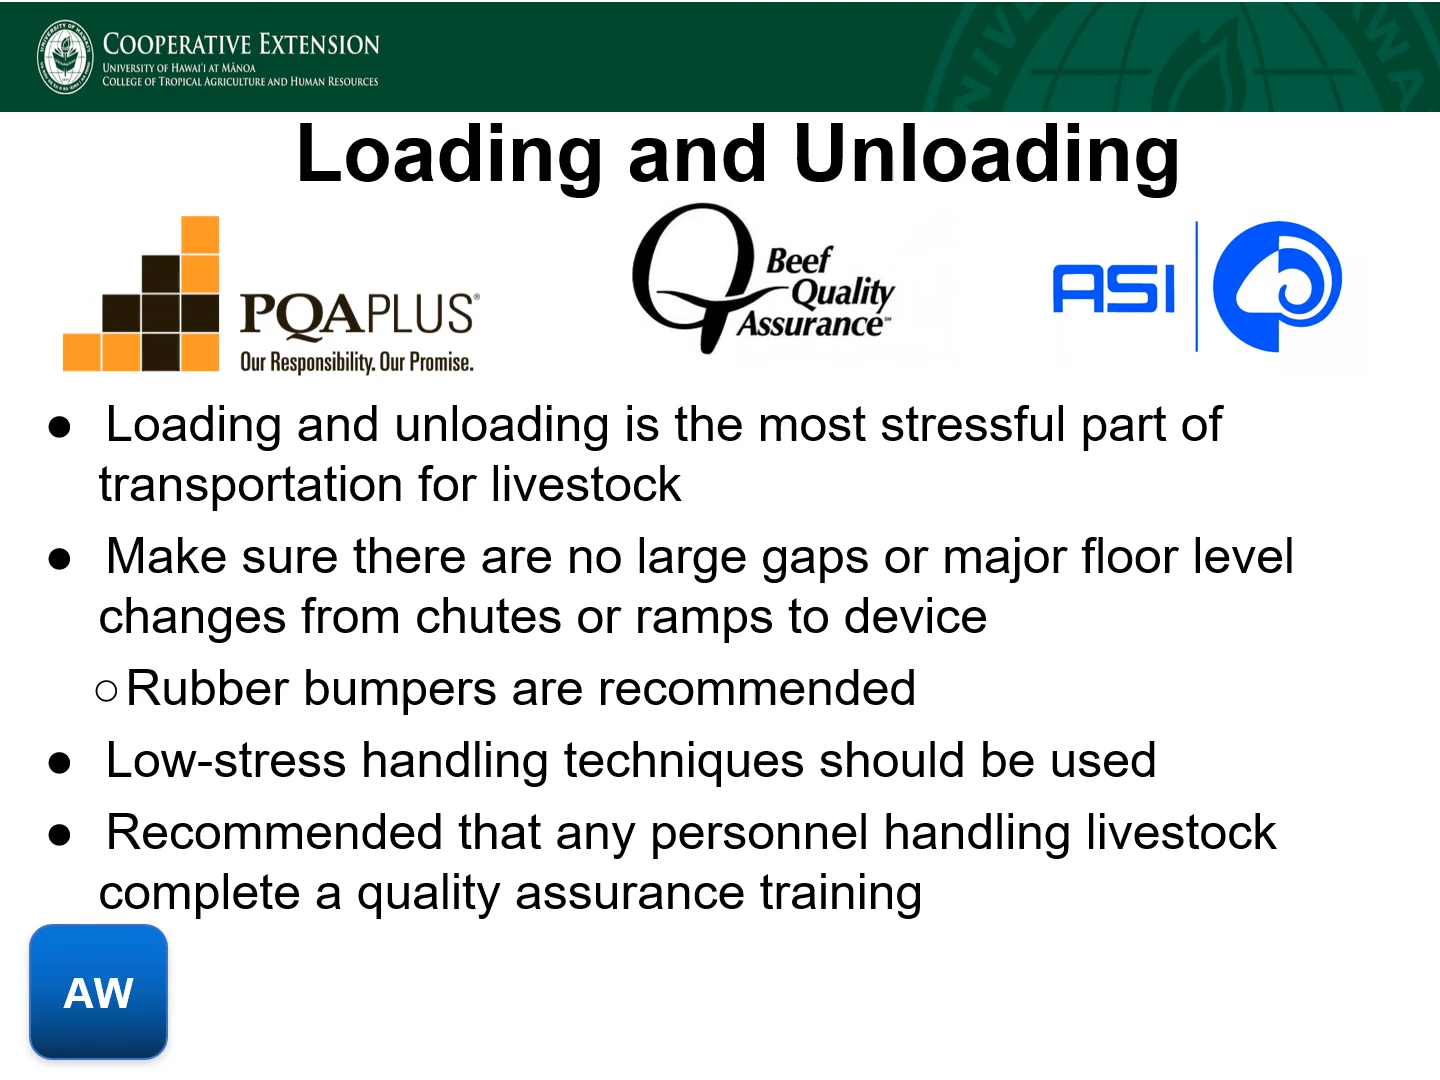 COOPERATIVE EXTENSION
UNIVERSITY OF HAWAI'I AT MĀNOA
COLLEGE OF TROPICAL AGRICULTURE AND HUMAN RESOURCES
Loading and Unloading
PQAPLUS®
Our Responsibility. Our Promise.
Beef
Quality
Assurance℠
ASI
● Loading and unloading is the most stressful part of
transportation for livestock
● Make sure there are no large gaps or major floor level
changes from chutes or ramps to device
○Rubber bumpers are recommended
● Low-stress handling techniques should be used
● Recommended that any personnel handling livestock
complete a quality assurance training
AW